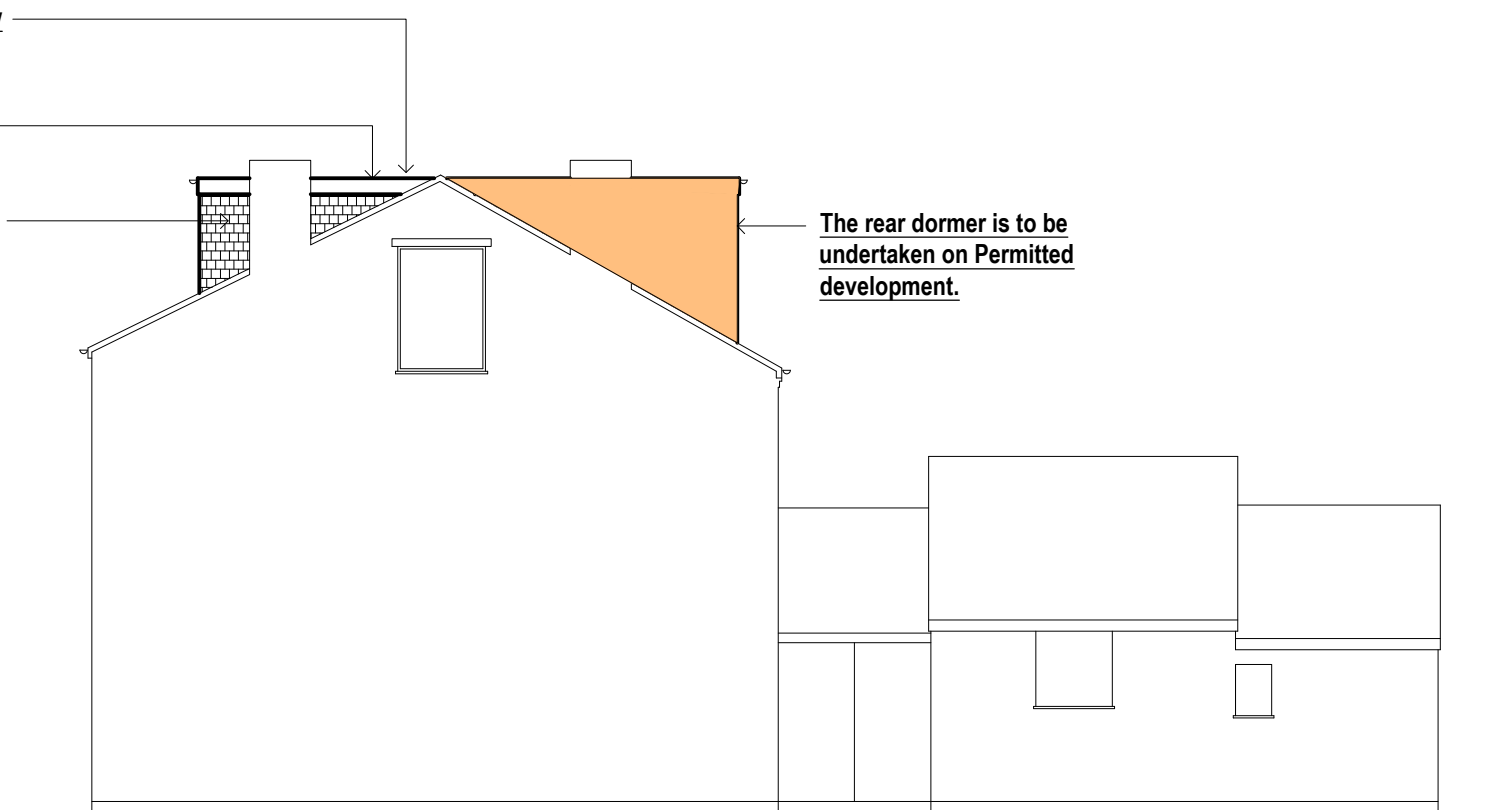 The rear dormer is to be
undertaken on Permitted
development.